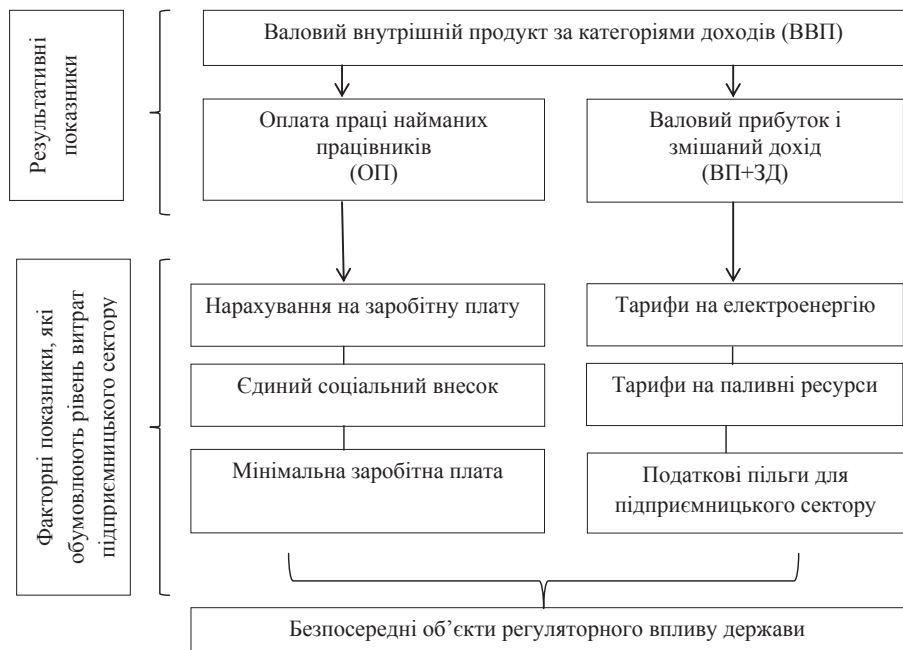 Результативні
показники
Валовий внутрішній продукт за категоріями доходів (ВВП)
Оплата праці найманих
працівників
(ОП)
Валовий прибуток і
змішаний дохід
(ВП+ЗД)
Факторні показники, які
обумовлюють рівень витрат
підприємницького сектору
Нарахування на заробітну плату
Єдиний соціальний внесок
Мінімальна заробітна плата
Тарифи на електроенергію
Тарифи на паливні ресурси
Податкові пільги для
підприємницького сектору
Безпосередні об’єкти регуляторного впливу держави